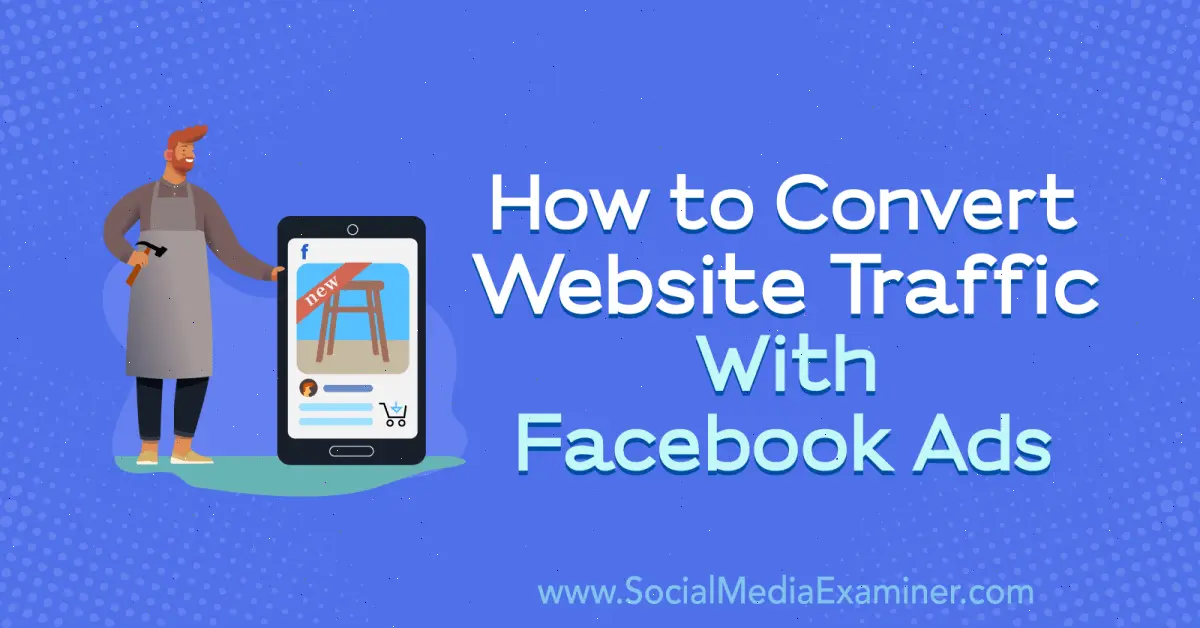 f
new
How to Convert
Website Traffic
With
Facebook Ads
www.SocialMediaExaminer.com